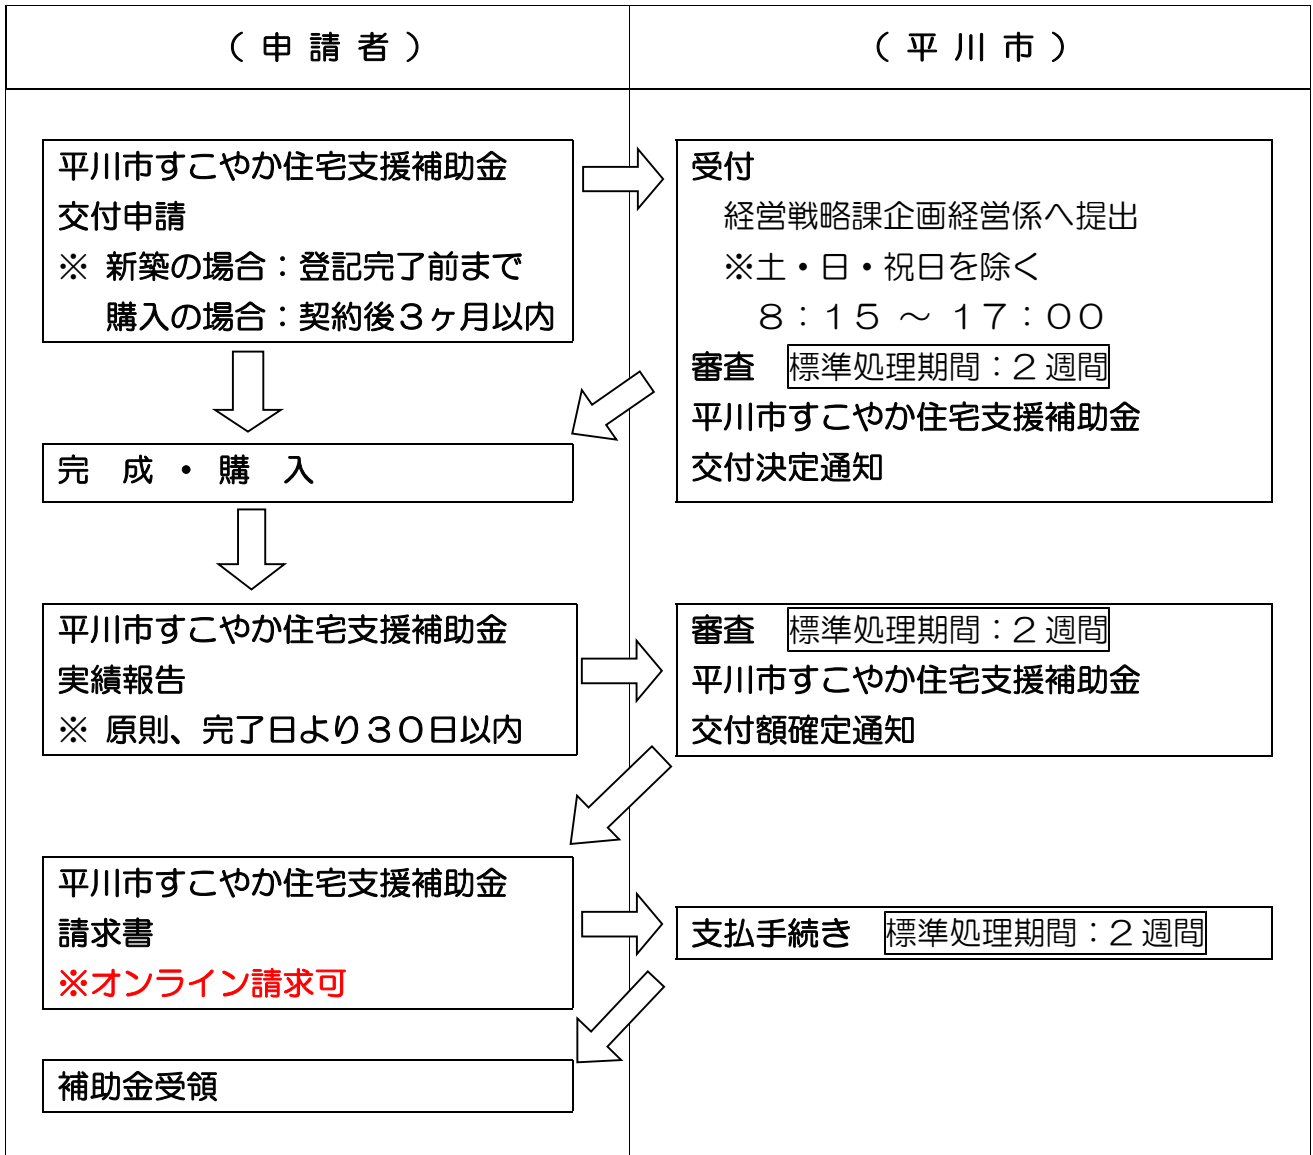 （ 申 請 者 ）
（ 平 川 市 ）
平川市すこやか住宅支援補助金
交付申請
※ 新築の場合：登記完了前まで
購入の場合：契約後３ヶ月以内
受付
経営戦略課企画経営係へ提出
※土・日・祝日を除く
８：１５ ～ １７：００
審査　標準処理期間：２週間
平川市すこやか住宅支援補助金
交付決定通知
完　成 ・ 購　入
平川市すこやか住宅支援補助金
実績報告
※ 原則、完了日より３０日以内
審査　標準処理期間：２週間
平川市すこやか住宅支援補助金
交付額確定通知
平川市すこやか住宅支援補助金
請求書
※オンライン請求可
支払手続き　標準処理期間：２週間
補助金受領